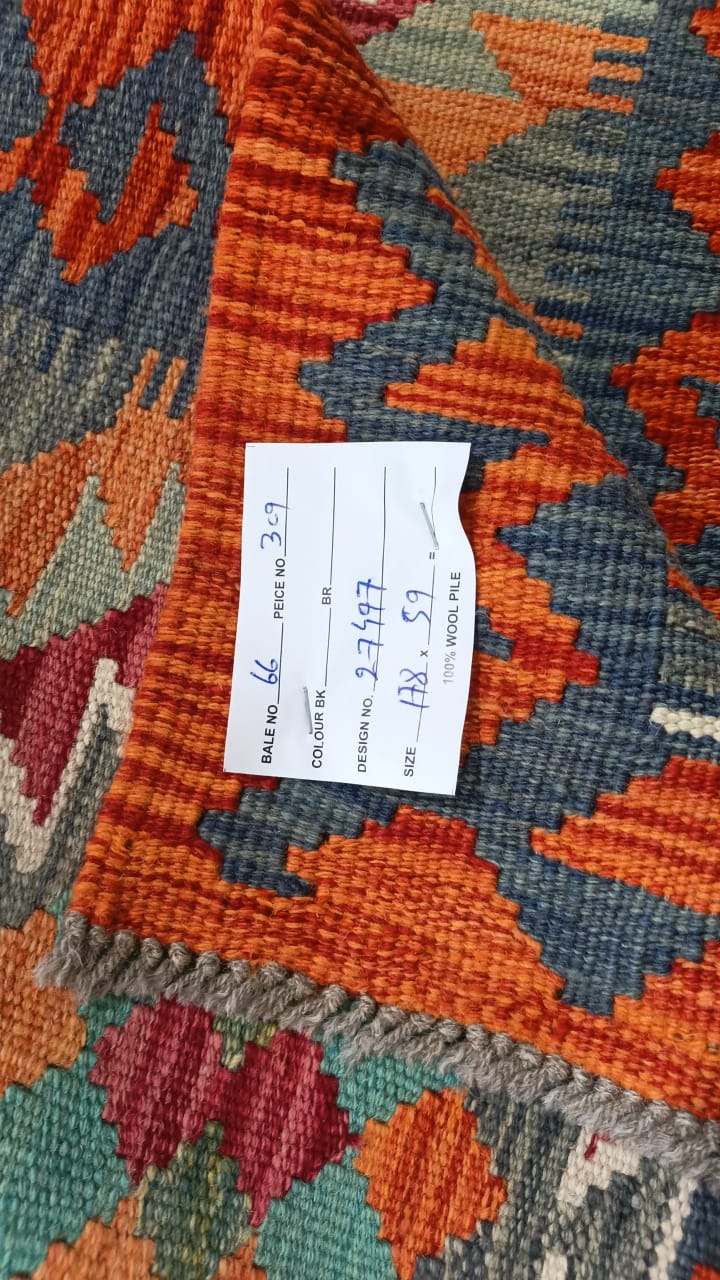 BALE NO 66 PEICE NO 309
COLOUR BK BR
DESIGN NO. 27497
SIZE 178 x 59 =
100% WOOL PILE